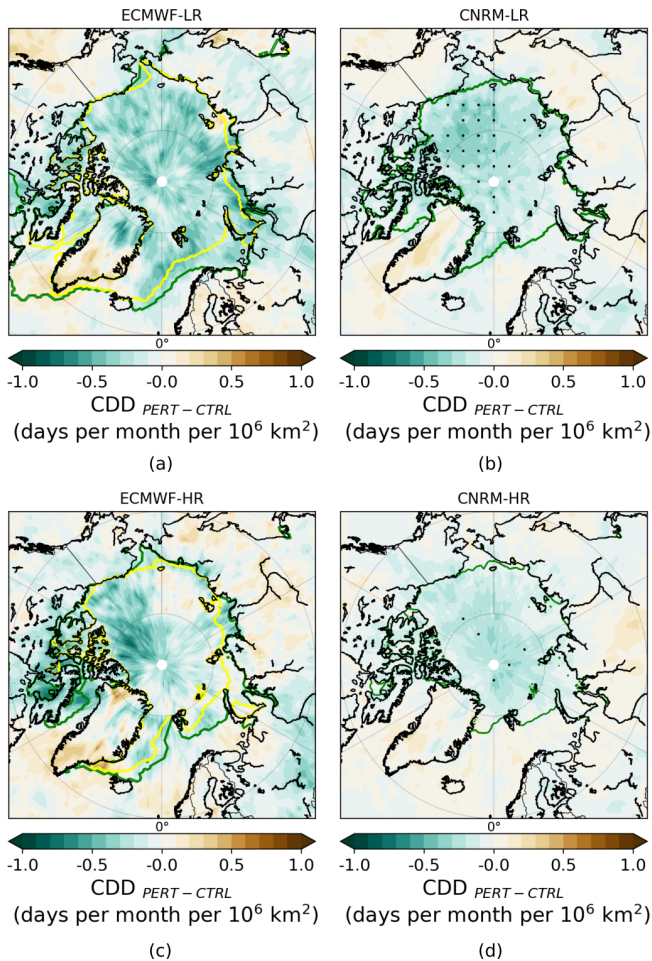 ECMWF-LR
CNRM-LR
0°
0°
-1.0 -0.5 0.0 0.5 1.0
-1.0 -0.5 0.0 0.5 1.0
CDD PERT−CTRL
(days per month per 10⁶ km²)
CDD PERT−CTRL
(days per month per 10⁶ km²)
(a)
(b)
ECMWF-HR
CNRM-HR
0°
0°
-1.0 -0.5 0.0 0.5 1.0
-1.0 -0.5 0.0 0.5 1.0
CDD PERT−CTRL
(days per month per 10⁶ km²)
CDD PERT−CTRL
(days per month per 10⁶ km²)
(c)
(d)